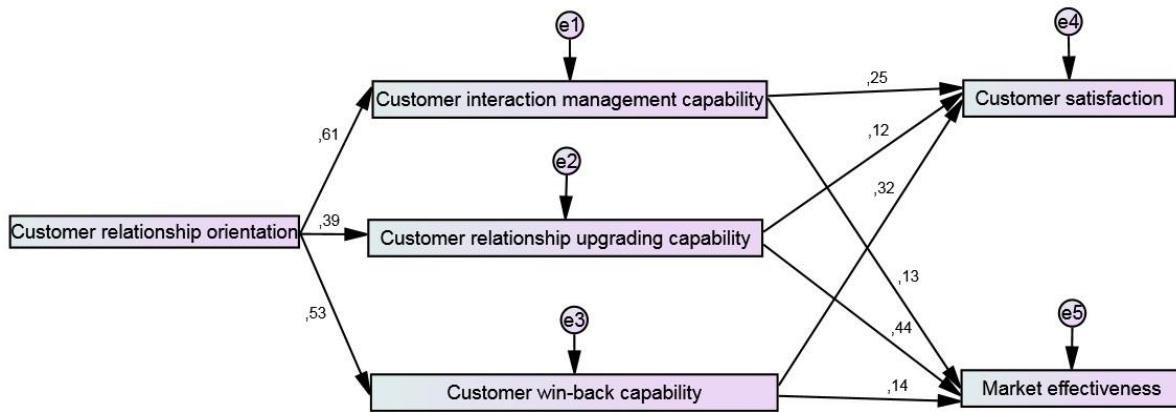 e1
e4
Customer interaction management capability
,25
Customer satisfaction
,61
,12
e2
,32
Customer relationship orientation
,39
Customer relationship upgrading capability
,13
,53
e3
,44
e5
Customer win-back capability
,14
Market effectiveness